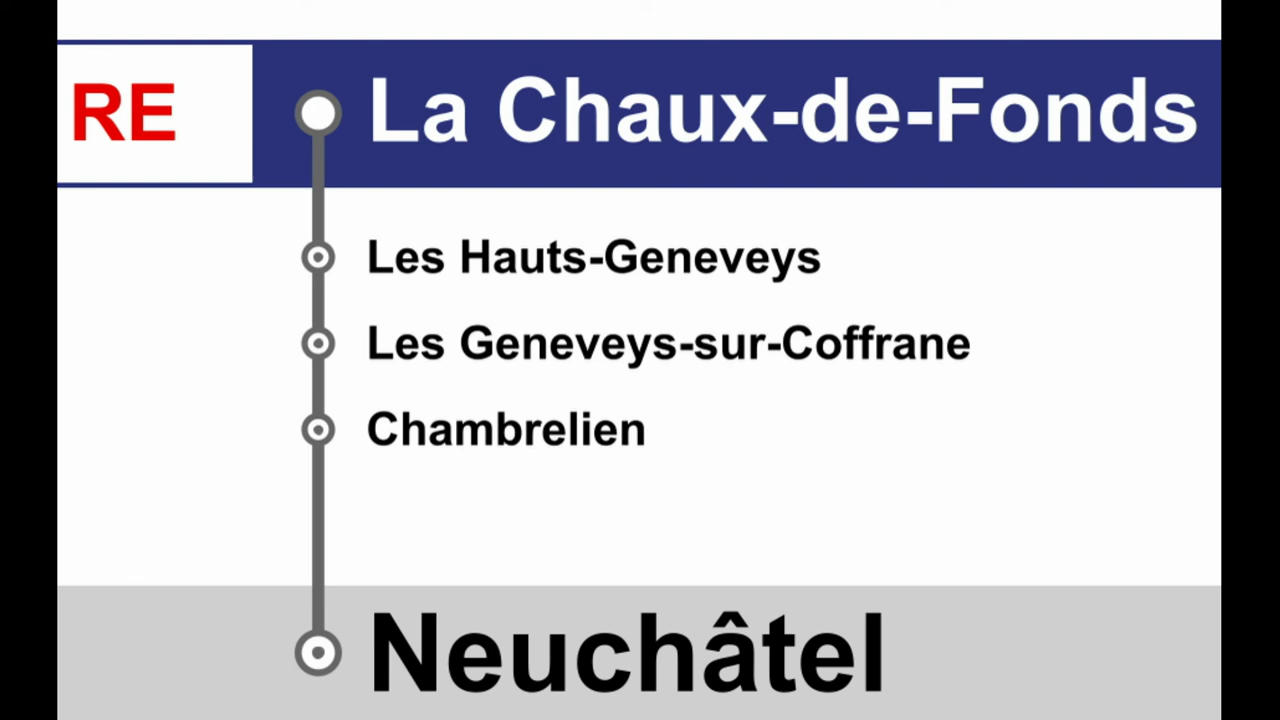 RE La Chaux-de-Fonds
Les Hauts-Geneveys
Les Geneveys-sur-Coffrane
Chambrelien
Neuchâtel